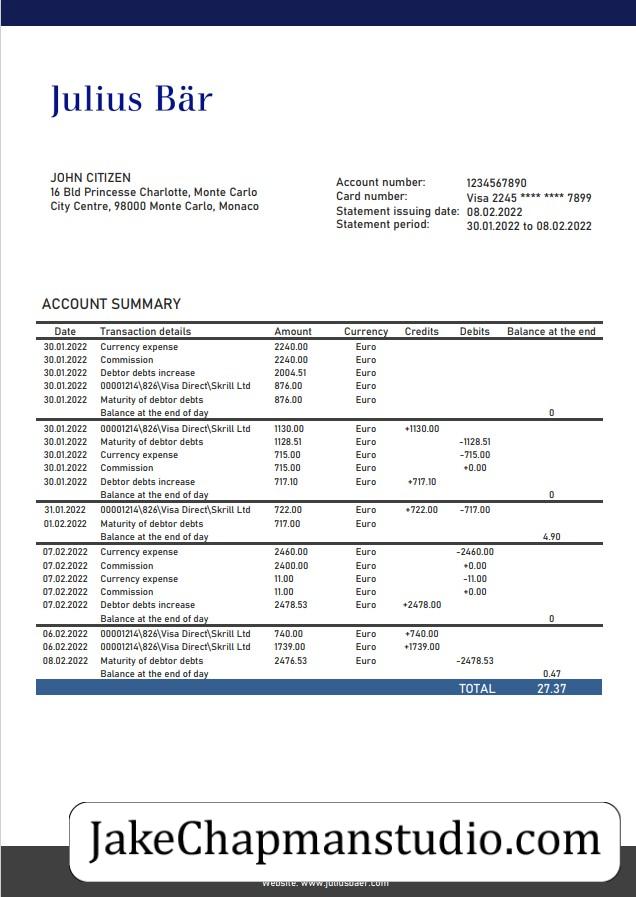 Julius Bär
JOHN CITIZEN
16 Bld Princesse Charlotte, Monte Carlo
City Centre, 98000 Monte Carlo, Monaco
Account number: 1234567890
Card number: Visa 2245 **** **** 7899
Statement issuing date: 08.02.2022
Statement period: 30.01.2022 to 08.02.2022
ACCOUNT SUMMARY
Date Transaction details Amount Currency Credits Debits Balance at the end
30.01.2022 Currency expense 2240.00 Euro
30.01.2022 Commission 2240.00 Euro
30.01.2022 Debtor debts increase 2004.51 Euro
30.01.2022 00001214\826\Visa Direct\Skrill Ltd 876.00 Euro
30.01.2022 Maturity of debtor debts 876.00 Euro
Balance at the end of day 0
30.01.2022 00001214\826\Visa Direct\Skrill Ltd 1130.00 Euro +1130.00
30.01.2022 Maturity of debtor debts 1128.51 Euro -1128.51
30.01.2022 Currency expense 715.00 Euro -715.00
30.01.2022 Commission 715.00 Euro +0.00
30.01.2022 Debtor debts increase 717.10 Euro +717.10
Balance at the end of day 0
31.01.2022 00001214\826\Visa Direct\Skrill Ltd 722.00 Euro +722.00 -717.00
01.02.2022 Maturity of debtor debts 717.00 Euro
Balance at the end of day 4.90
07.02.2022 Currency expense 2460.00 Euro -2460.00
07.02.2022 Commission 2400.00 Euro +0.00
07.02.2022 Currency expense 11.00 Euro -11.00
07.02.2022 Commission 11.00 Euro +0.00
07.02.2022 Debtor debts increase 2478.53 Euro +2478.00
Balance at the end of day 0
06.02.2022 00001214\826\Visa Direct\Skrill Ltd 740.00 Euro +740.00
06.02.2022 00001214\826\Visa Direct\Skrill Ltd 1739.00 Euro +1739.00
08.02.2022 Maturity of debtor debts 2476.53 Euro -2478.53
Balance at the end of day 0.47
TOTAL 27.37
JakeChapmanstudio.com
Website: www.juliusbaer.com